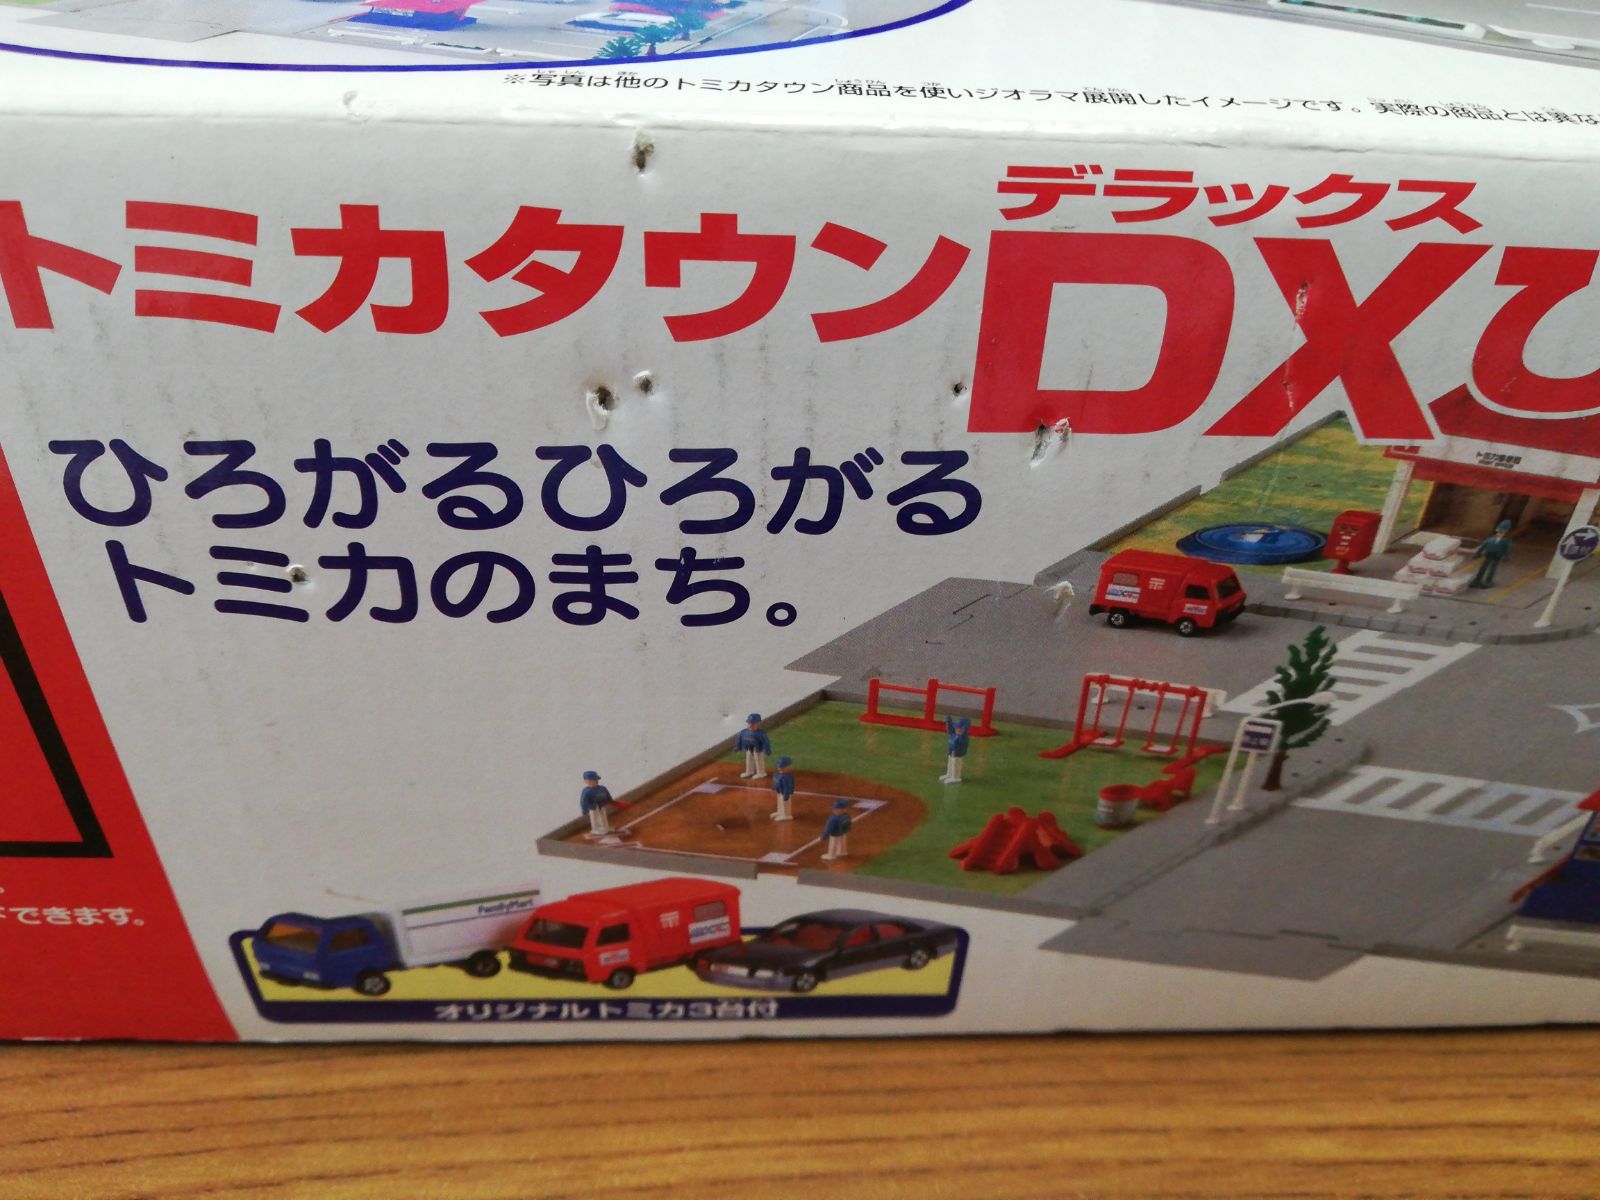 ※写真は他のトミカタウン商品を使いジオラマ展開したイメージです。実際の商品とは異な
デラックス
トミカタウンDXひ
ひろがるひろがる
トミカのまち。
できます。
FamilyMart
オリジナルトミカ3台付